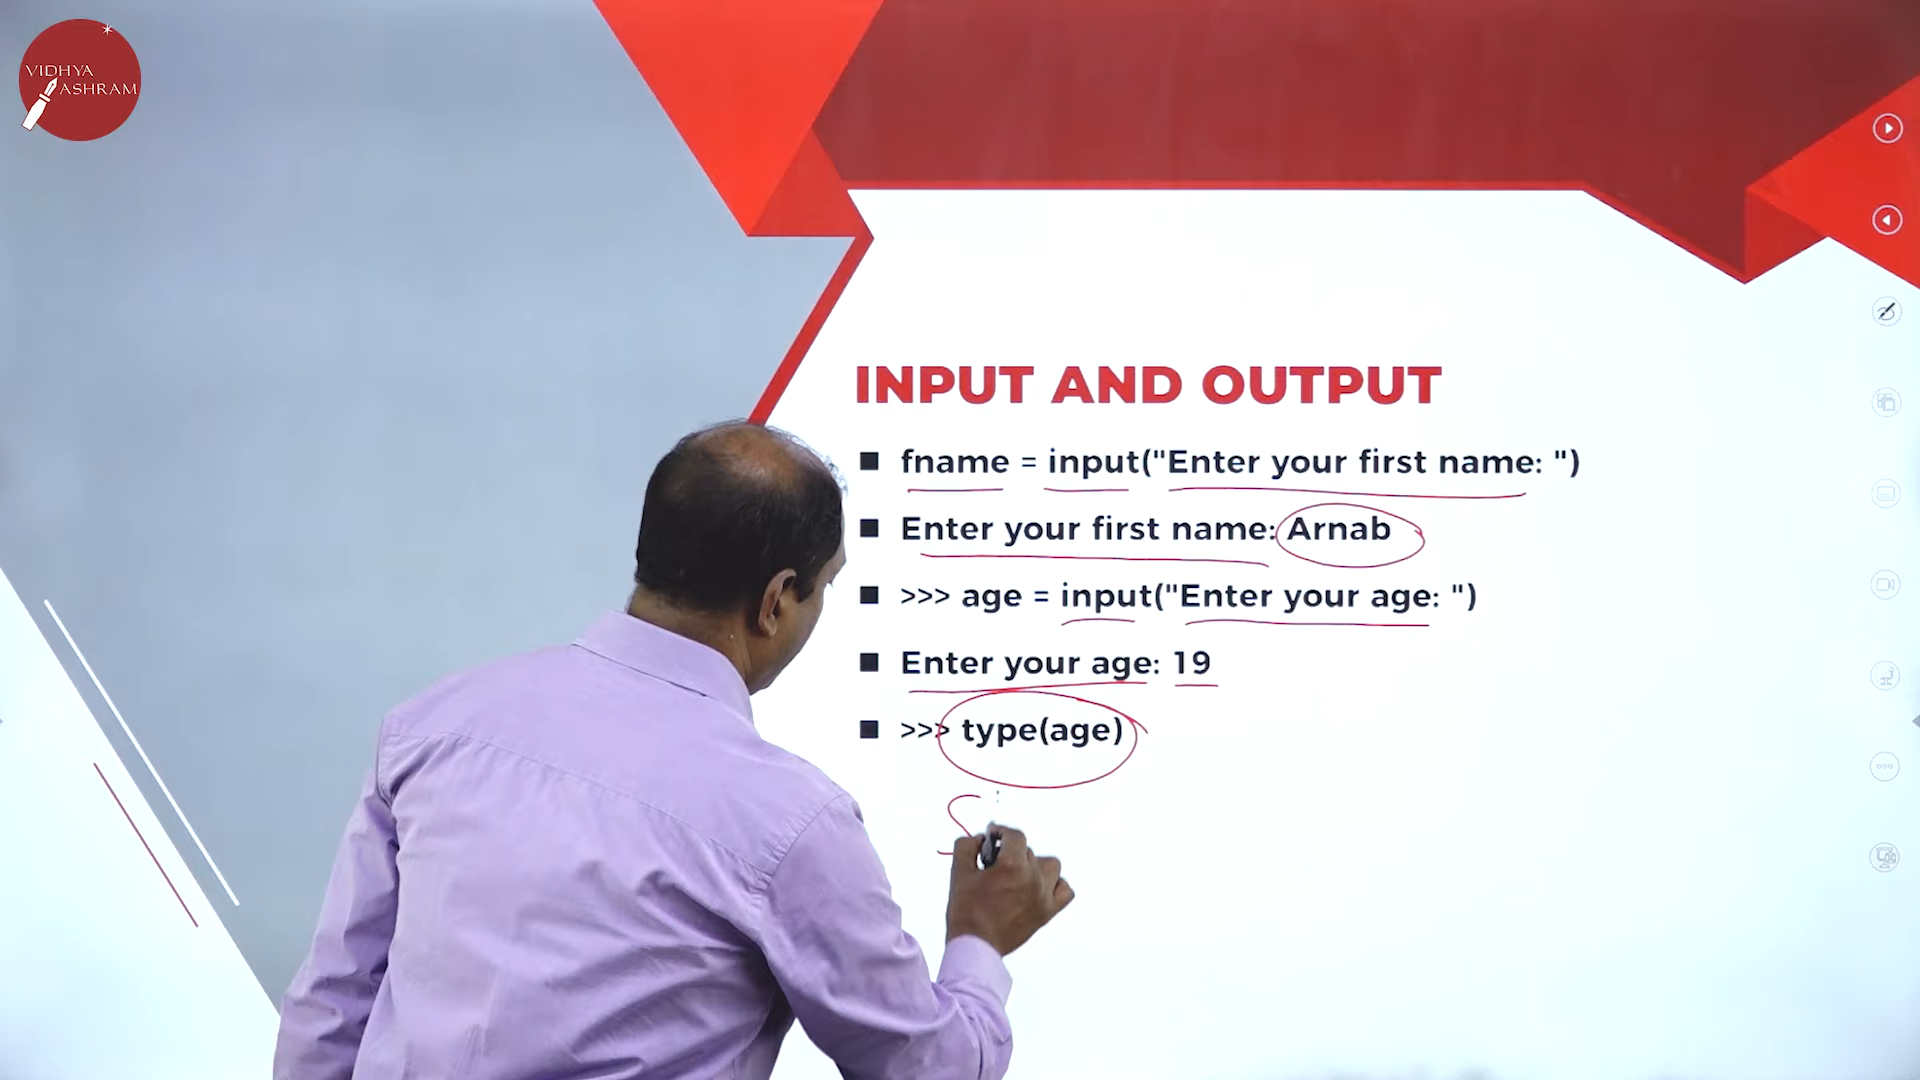 VIDHYA
ASHRAM
INPUT AND OUTPUT
fname = input("Enter your first name: ")
Enter your first name: Arnab
>>> age = input("Enter your age: ")
Enter your age: 19
>>> type(age)
S